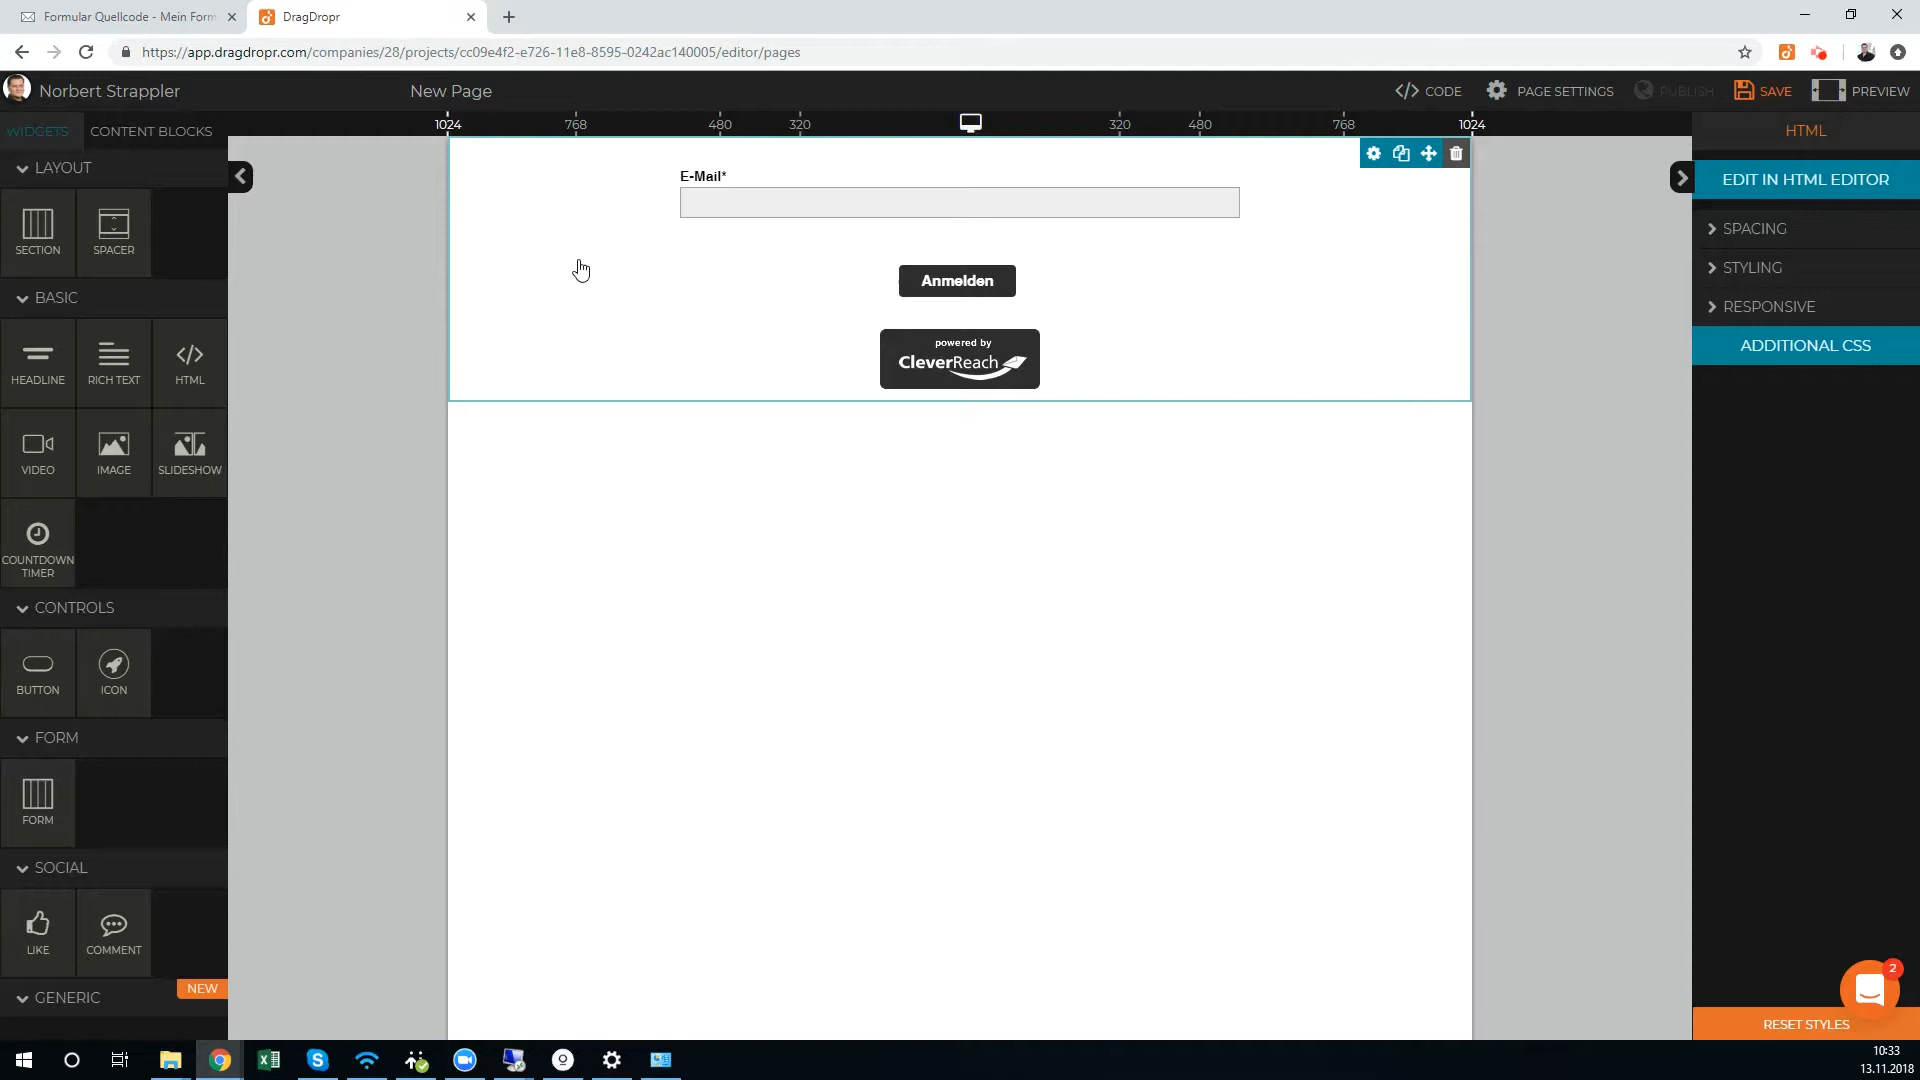 Formular Quellcode - Mein Form
DragDropr
https://app.dragdropr.com/companies/28/projects/cc09e4f2-e726-11e8-8595-0242ac140005/editor/pages
Norbert Strappler
New Page
</> CODE
PAGE SETTINGS
PUBLISH
SAVE
PREVIEW
WIDGETS
CONTENT BLOCKS
1024
768
480
320
320
480
768
1024
HTML
LAYOUT
SECTION
SPACER
BASIC
HEADLINE
RICH TEXT
HTML
VIDEO
IMAGE
SLIDESHOW
COUNTDOWN
TIMER
CONTROLS
BUTTON
ICON
FORM
FORM
SOCIAL
LIKE
COMMENT
NEW
GENERIC
E-Mail*
Anmelden
powered by
CleverReach
EDIT IN HTML EDITOR
SPACING
STYLING
RESPONSIVE
ADDITIONAL CSS
2
RESET STYLES
10:33
13.11.2018